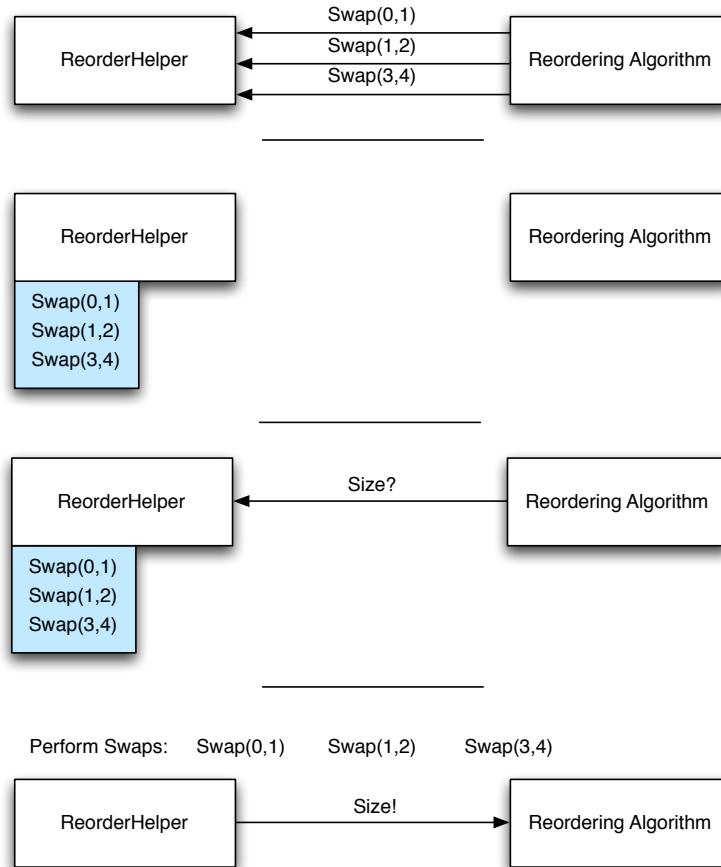 Swap(0,1)
ReorderHelper
Swap(1,2)
Reordering Algorithm
Swap(3,4)
ReorderHelper
Reordering Algorithm
Swap(0,1)
Swap(1,2)
Swap(3,4)
Size?
ReorderHelper
Reordering Algorithm
Swap(0,1)
Swap(1,2)
Swap(3,4)
Perform Swaps: Swap(0,1) Swap(1,2) Swap(3,4)
Size!
ReorderHelper
Reordering Algorithm